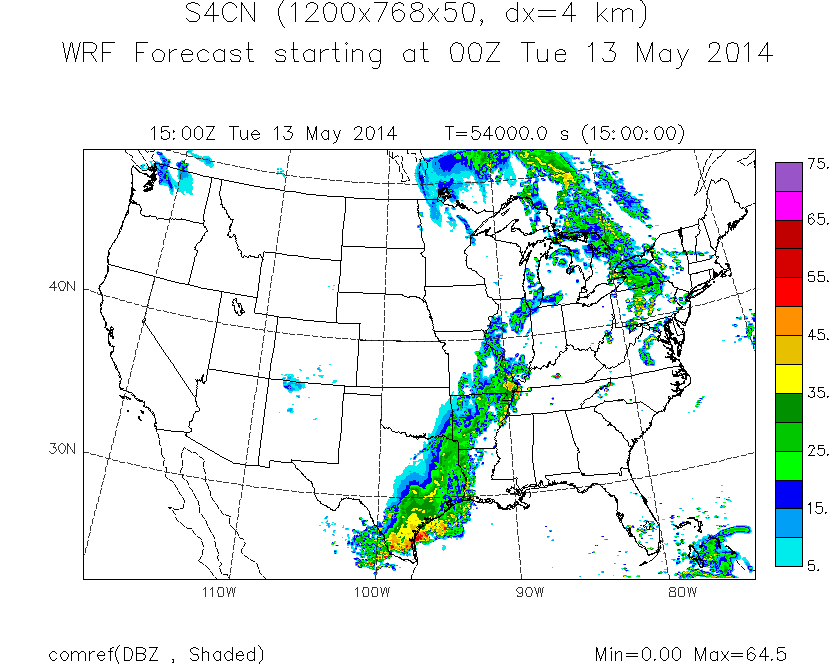 S4CN (1200x768x50, dx=4 km)
WRF Forecast starting at 00Z Tue 13 May 2014
15:00Z Tue 13 May 2014 T=54000.0 s (15:00:00)
75.
65.
55.
45.
35.
25.
15.
5.
40N
30N
110W 100W 90W 80W
comref(DBZ , Shaded) Min=0.00 Max=64.5